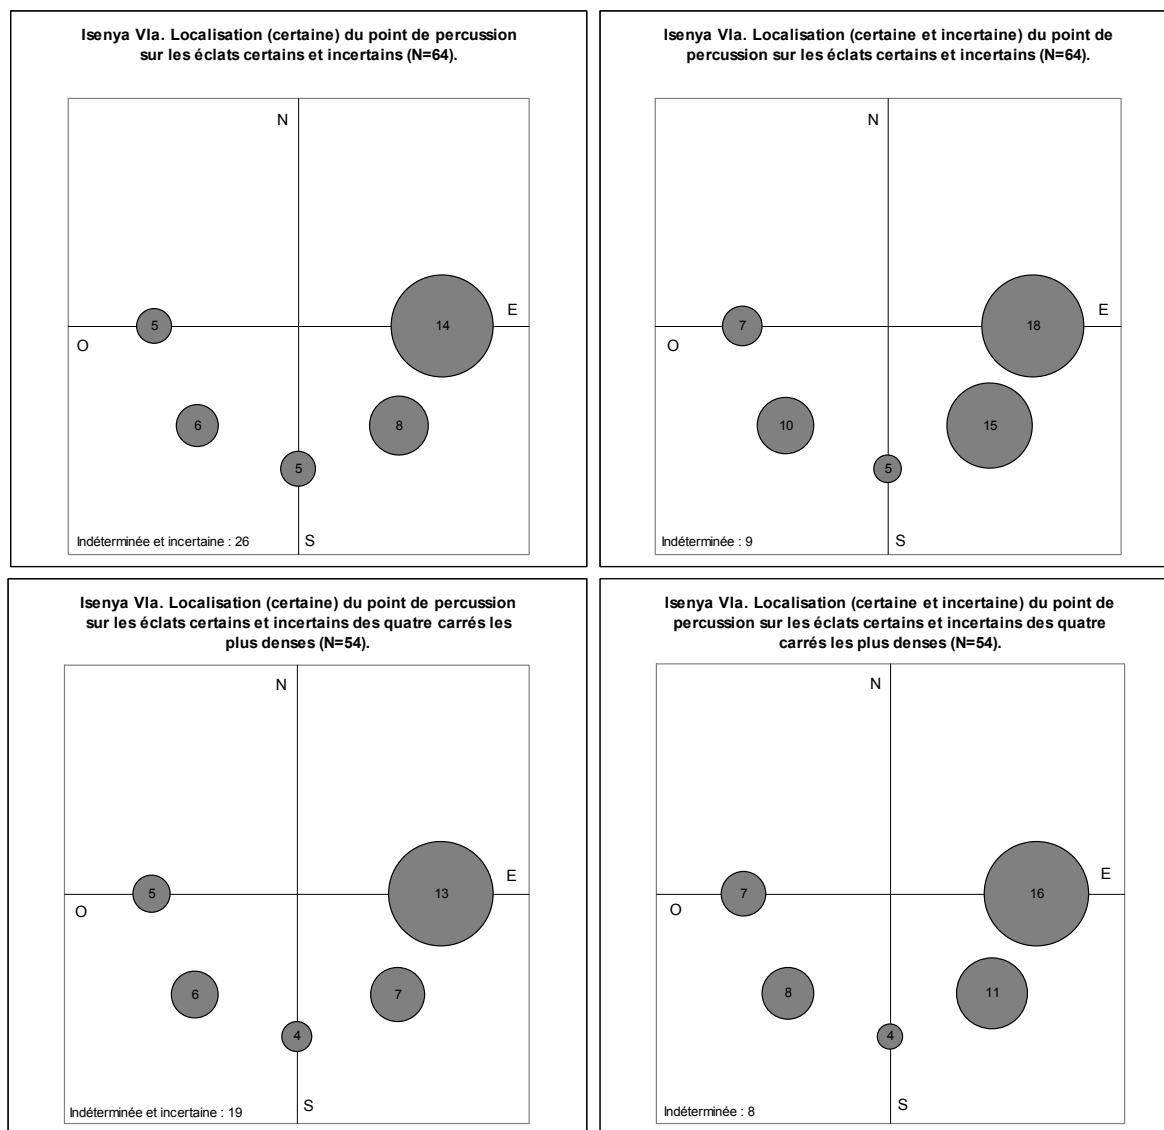 Isenya VIa. Localisation (certaine) du point de percussion
sur les éclats certains et incertains (N=64).
N
E
14
5
O
6
8
5
Indéterminée et incertaine : 26
S
Isenya VIa. Localisation (certaine et incertaine) du point de
percussion sur les éclats certains et incertains (N=64).
N
E
7
18
O
10
15
5
Indéterminée : 9
S
Isenya VIa. Localisation (certaine) du point de percussion
sur les éclats certains et incertains des quatre carrés les
plus denses (N=54).
N
E
5
13
O
6
7
4
Indéterminée et incertaine : 19
S
Isenya VIa. Localisation (certaine et incertaine) du point de
percussion sur les éclats certains et incertains des quatre
carrés les plus denses (N=54).
N
E
7
16
O
8
11
4
Indéterminée : 8
S